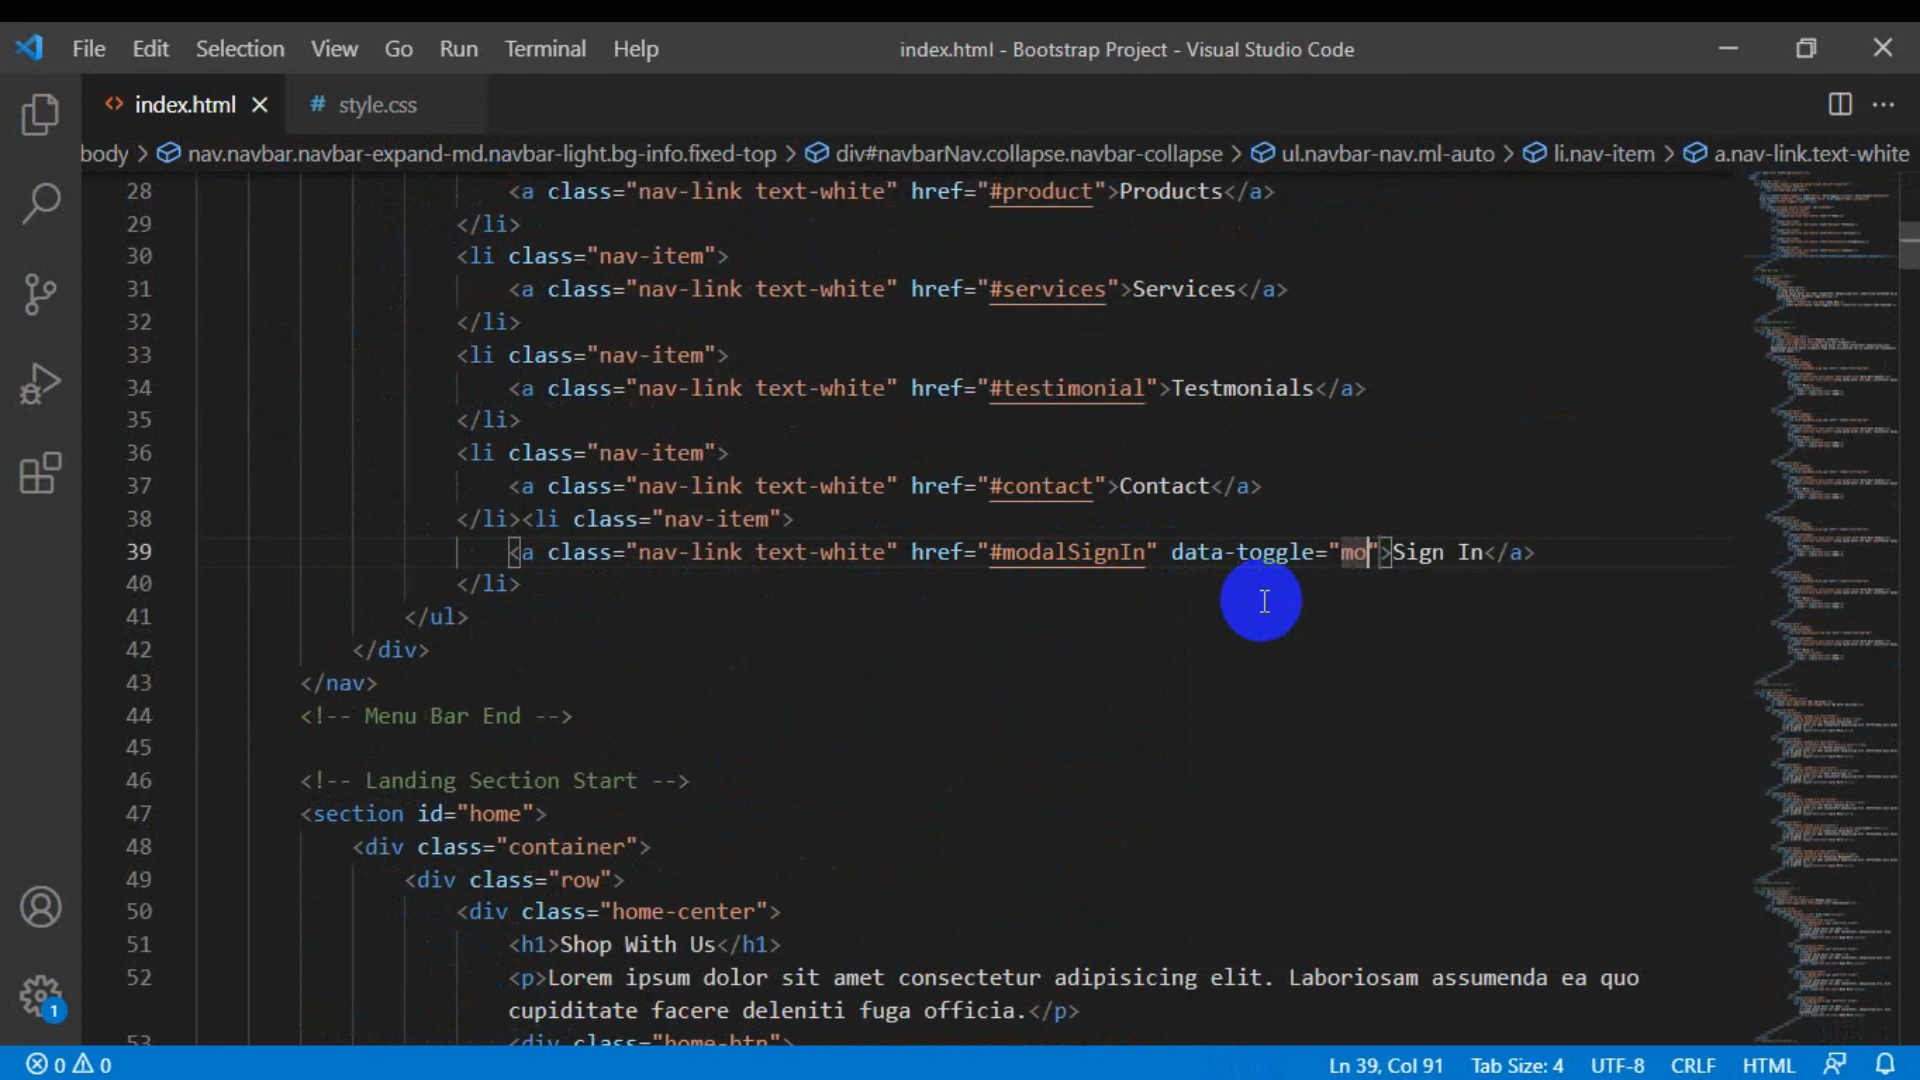 File Edit Selection View Go Run Terminal Help index.html - Bootstrap Project - Visual Studio Code
<> index.html # style.css
body > nav.navbar.navbar-expand-md.navbar-light.bg-info.fixed-top > div#navbarNav.collapse.navbar-collapse > ul.navbar-nav.ml-auto > li.nav-item > a.nav-link.text-white
28 <a class="nav-link text-white" href="#product">Products</a>
29 </li>
30 <li class="nav-item">
31 <a class="nav-link text-white" href="#services">Services</a>
32 </li>
33 <li class="nav-item">
34 <a class="nav-link text-white" href="#testimonial">Testmonials</a>
35 </li>
36 <li class="nav-item">
37 <a class="nav-link text-white" href="#contact">Contact</a>
38 </li><li class="nav-item">
39 <a class="nav-link text-white" href="#modalSignIn" data-toggle="mo">Sign In</a>
40 </li>
41 </ul>
42 </div>
43 </nav>
44 <!-- Menu Bar End -->
45
46 <!-- Landing Section Start -->
47 <section id="home">
48 <div class="container">
49 <div class="row">
50 <div class="home-center">
51 <h1>Shop With Us</h1>
52 <p>Lorem ipsum dolor sit amet consectetur adipisicing elit. Laboriosam assumenda ea quo
cupiditate facere deleniti fuga officia.</p>
53 <div class="home-btn">
1
0 0 Ln 39, Col 91 Tab Size: 4 UTF-8 CRLF HTML